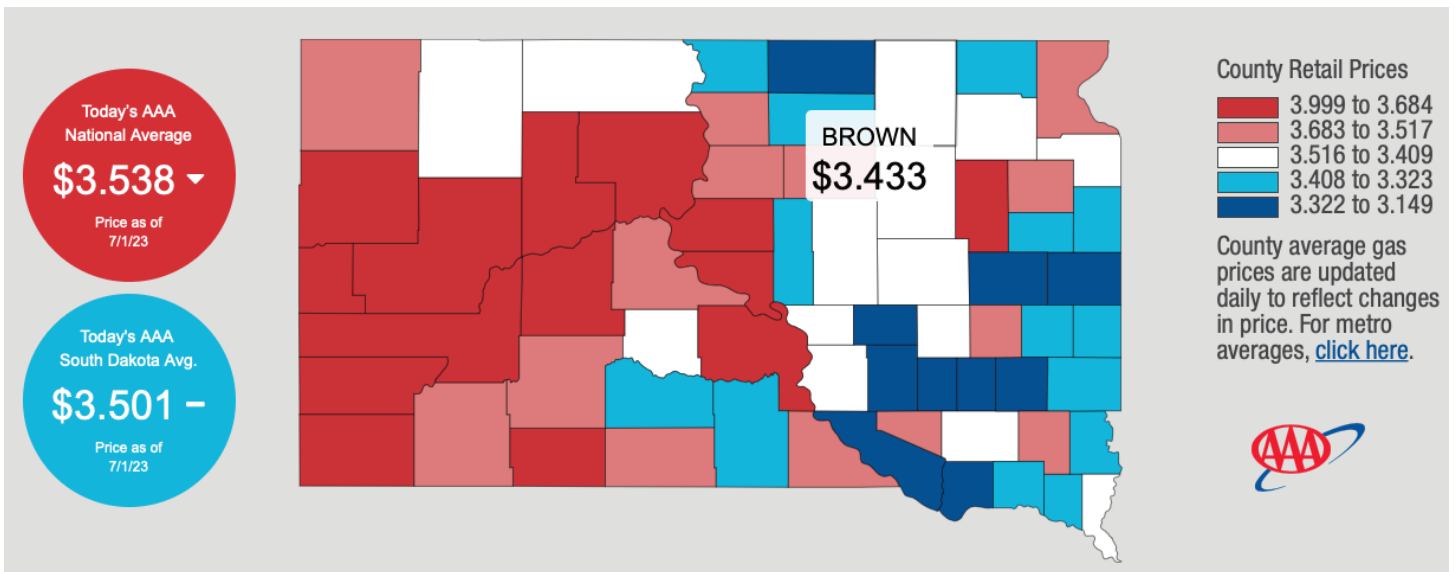 Today's AAA
National Average
$3.538
Price as of
7/1/23
Today's AAA
South Dakota Avg.
$3.501 –
Price as of
7/1/23
BROWN
$3.433
County Retail Prices
3.999 to 3.684
3.683 to 3.517
3.516 to 3.409
3.408 to 3.323
3.322 to 3.149
County average gas
prices are updated
daily to reflect changes
in price. For metro
averages, click here.
AAA